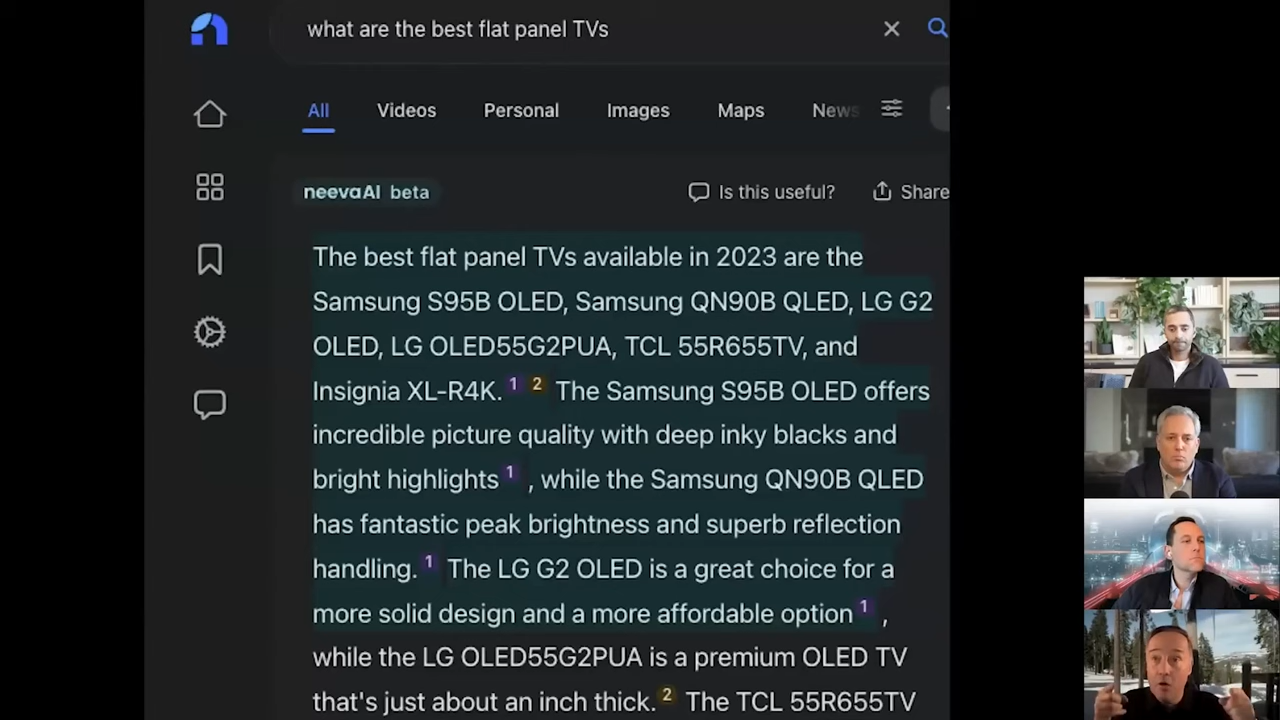 what are the best flat panel TVs
All Videos Personal Images Maps News
neevaAI beta Is this useful? Share
The best flat panel TVs available in 2023 are the
Samsung S95B OLED, Samsung QN90B QLED, LG G2
OLED, LG OLED55G2PUA, TCL 55R655TV, and
Insignia XL-R4K. 1 2 The Samsung S95B OLED offers
incredible picture quality with deep inky blacks and
bright highlights 1 , while the Samsung QN90B QLED
has fantastic peak brightness and superb reflection
handling. 1 The LG G2 OLED is a great choice for a
more solid design and a more affordable option 1 ,
while the LG OLED55G2PUA is a premium OLED TV
that's just about an inch thick. 2 The TCL 55R655TV